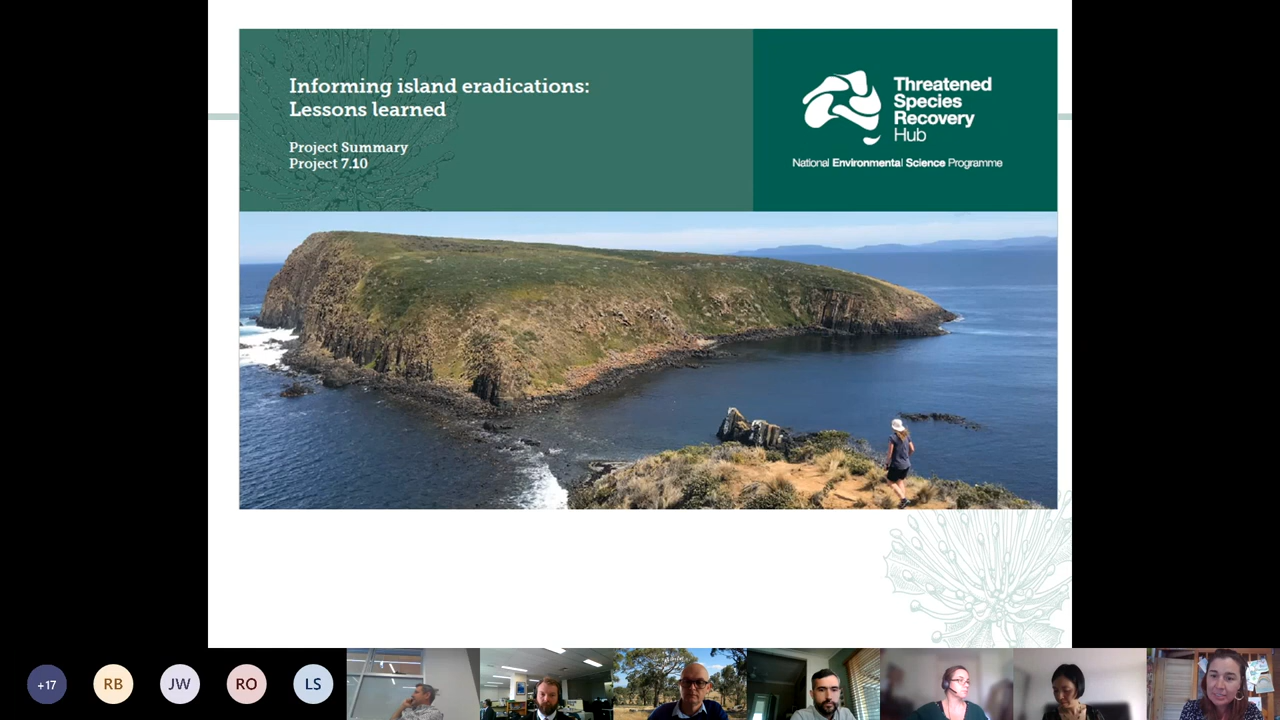 Informing island eradications:
Lessons learned
Project Summary
Project 7.10
Threatened
Species
Recovery
Hub
National Environmental Science Programme
+17
RB
JW
RO
LS